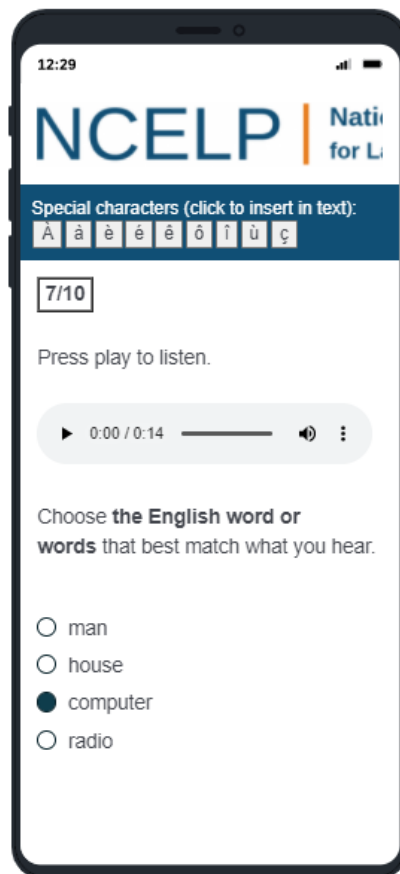 12:29
NCELP
Nati
for L
Special characters (click to insert in text):
À à è é ê ô î ù ç
7/10
Press play to listen.
0:00 / 0:14
Choose the English word or
words that best match what you hear.
man
house
computer
radio